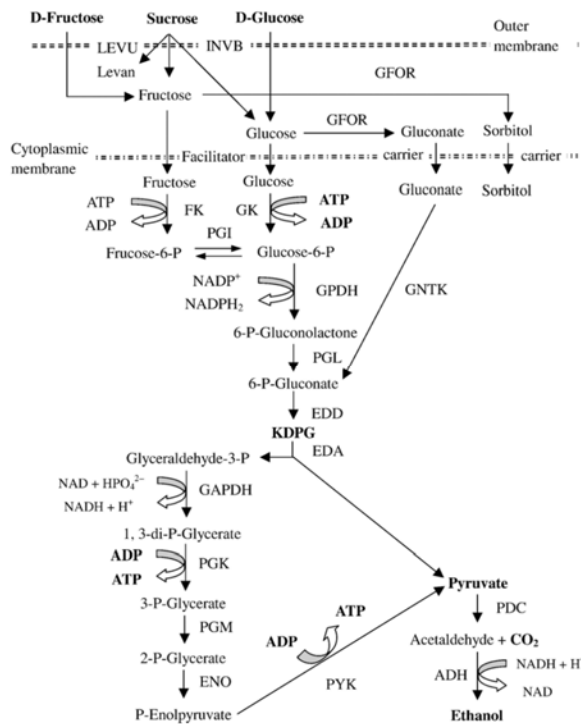 D-Fructose Sucrose D-Glucose
Outer membrane
LEVU INVB
Levan
GFOR
Fructose
Glucose GFOR Gluconate Sorbitol
Cytoplasmic membrane
Facilitator carrier carrier
Fructose Glucose Gluconate Sorbitol
ATP FK GK ATP
ADP ADP
PGI
Frucose-6-P Glucose-6-P
NADP⁺ GPDH GNTK
NADPH₂
6-P-Gluconolactone
PGL
6-P-Gluconate
EDD
KDPG
Glyceraldehyde-3-P EDA
NAD + HPO₄²⁻ GAPDH
NADH + H⁺
1, 3-di-P-Glycerate
ADP PGK
ATP
Pyruvate
3-P-Glycerate ATP PDC
PGM ADP Acetaldehyde + CO₂
2-P-Glycerate NADH + H
ENO PYK ADH NAD
P-Enolpyruvate Ethanol